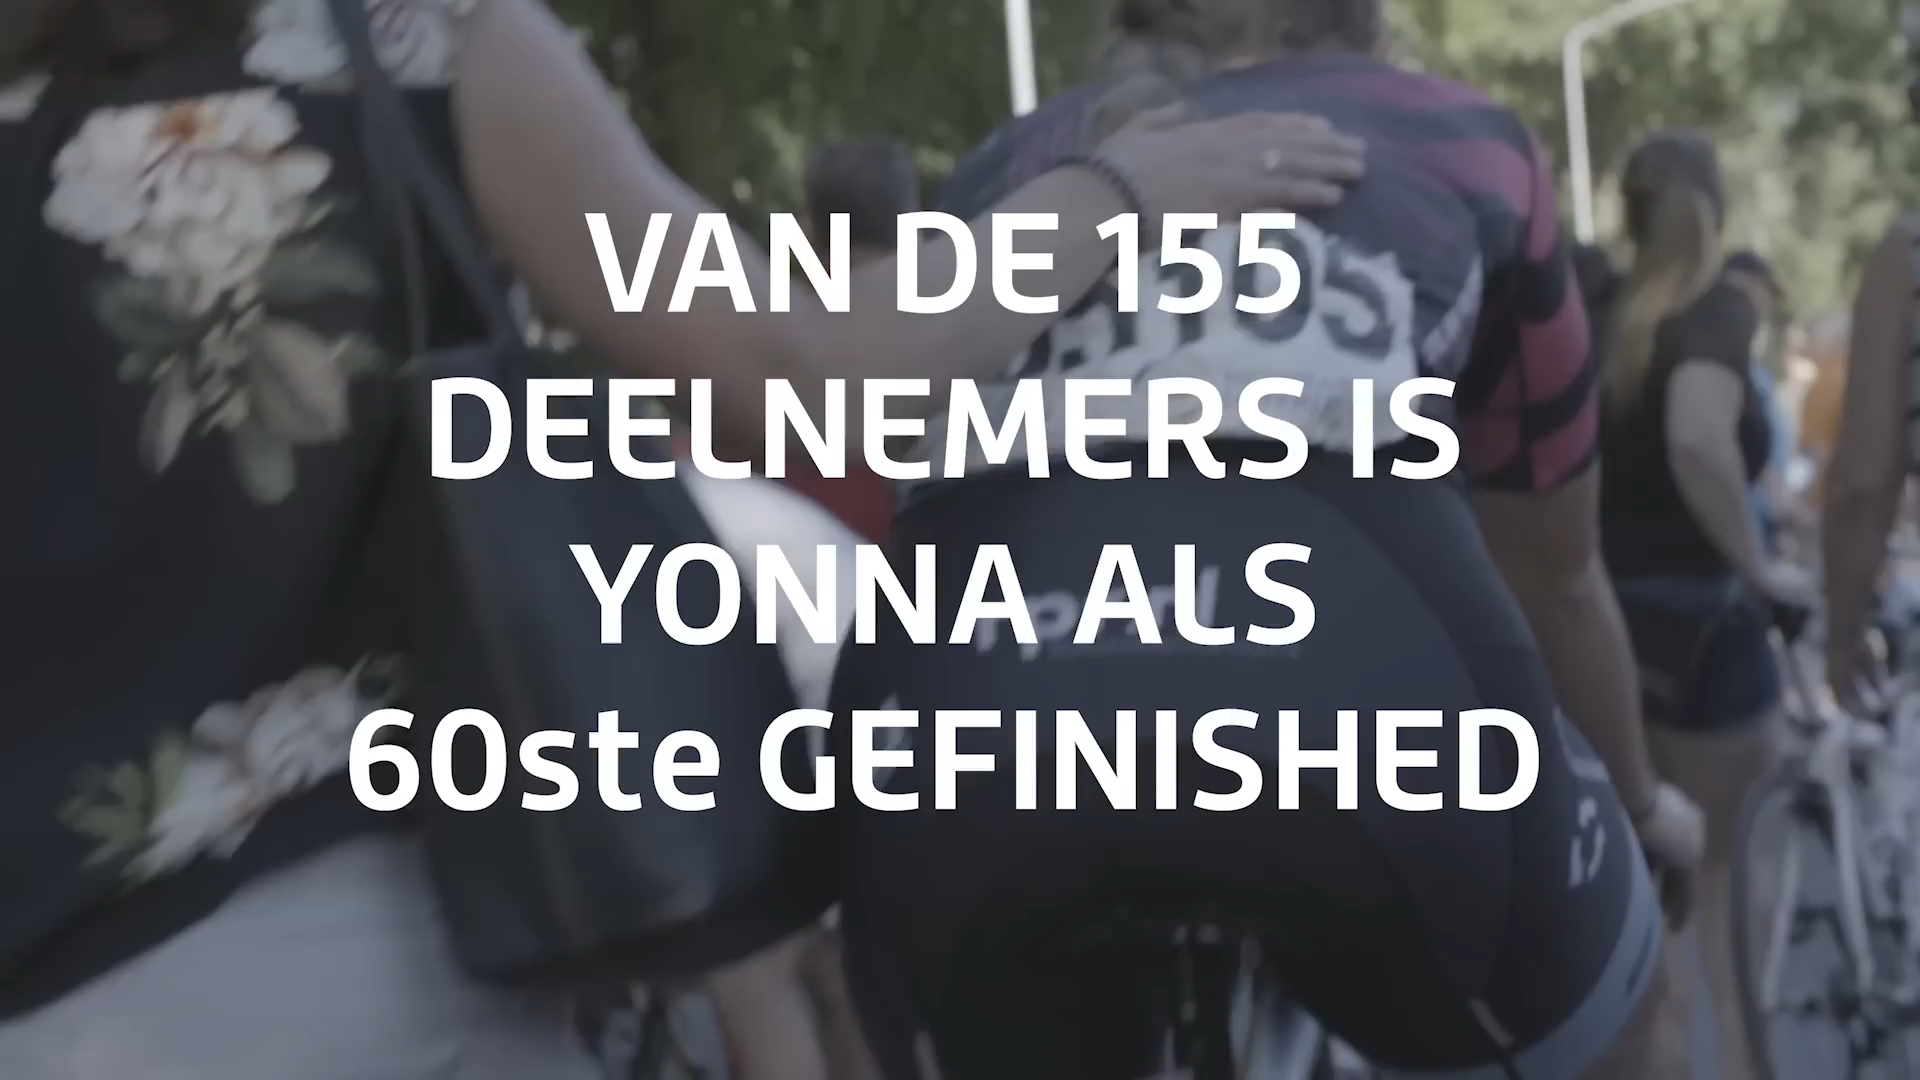 VAN DE 155
DEELNEMERS IS
YONNA ALS
60ste GEFINISHED